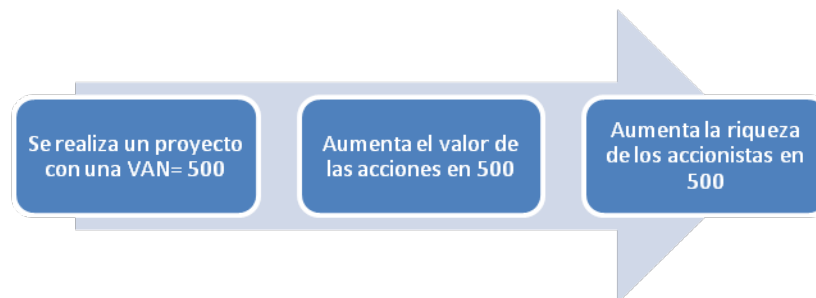 Se realiza un proyecto
con una VAN= 500
Aumenta el valor de
las acciones en 500
Aumenta la riqueza
de los accionistas en
500